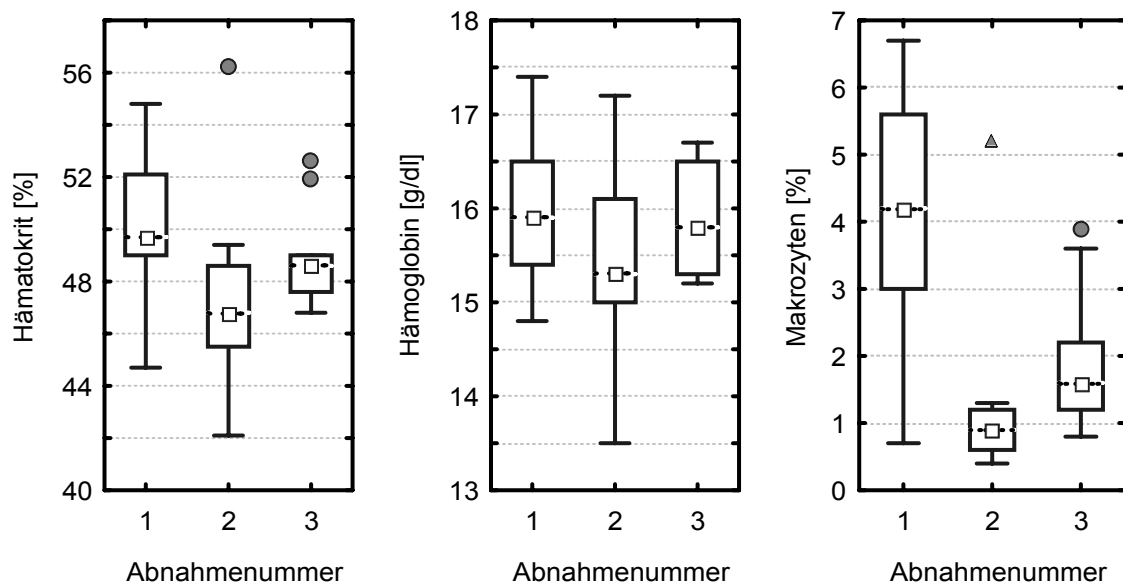 Hämatokrit [%]
56
52
48
44
40
1 2 3
Abnahmenummer
Hämoglobin [g/dl]
18
17
16
15
14
13
1 2 3
Abnahmenummer
Makrozyten [%]
7
6
5
4
3
2
1
0
1 2 3
Abnahmenummer